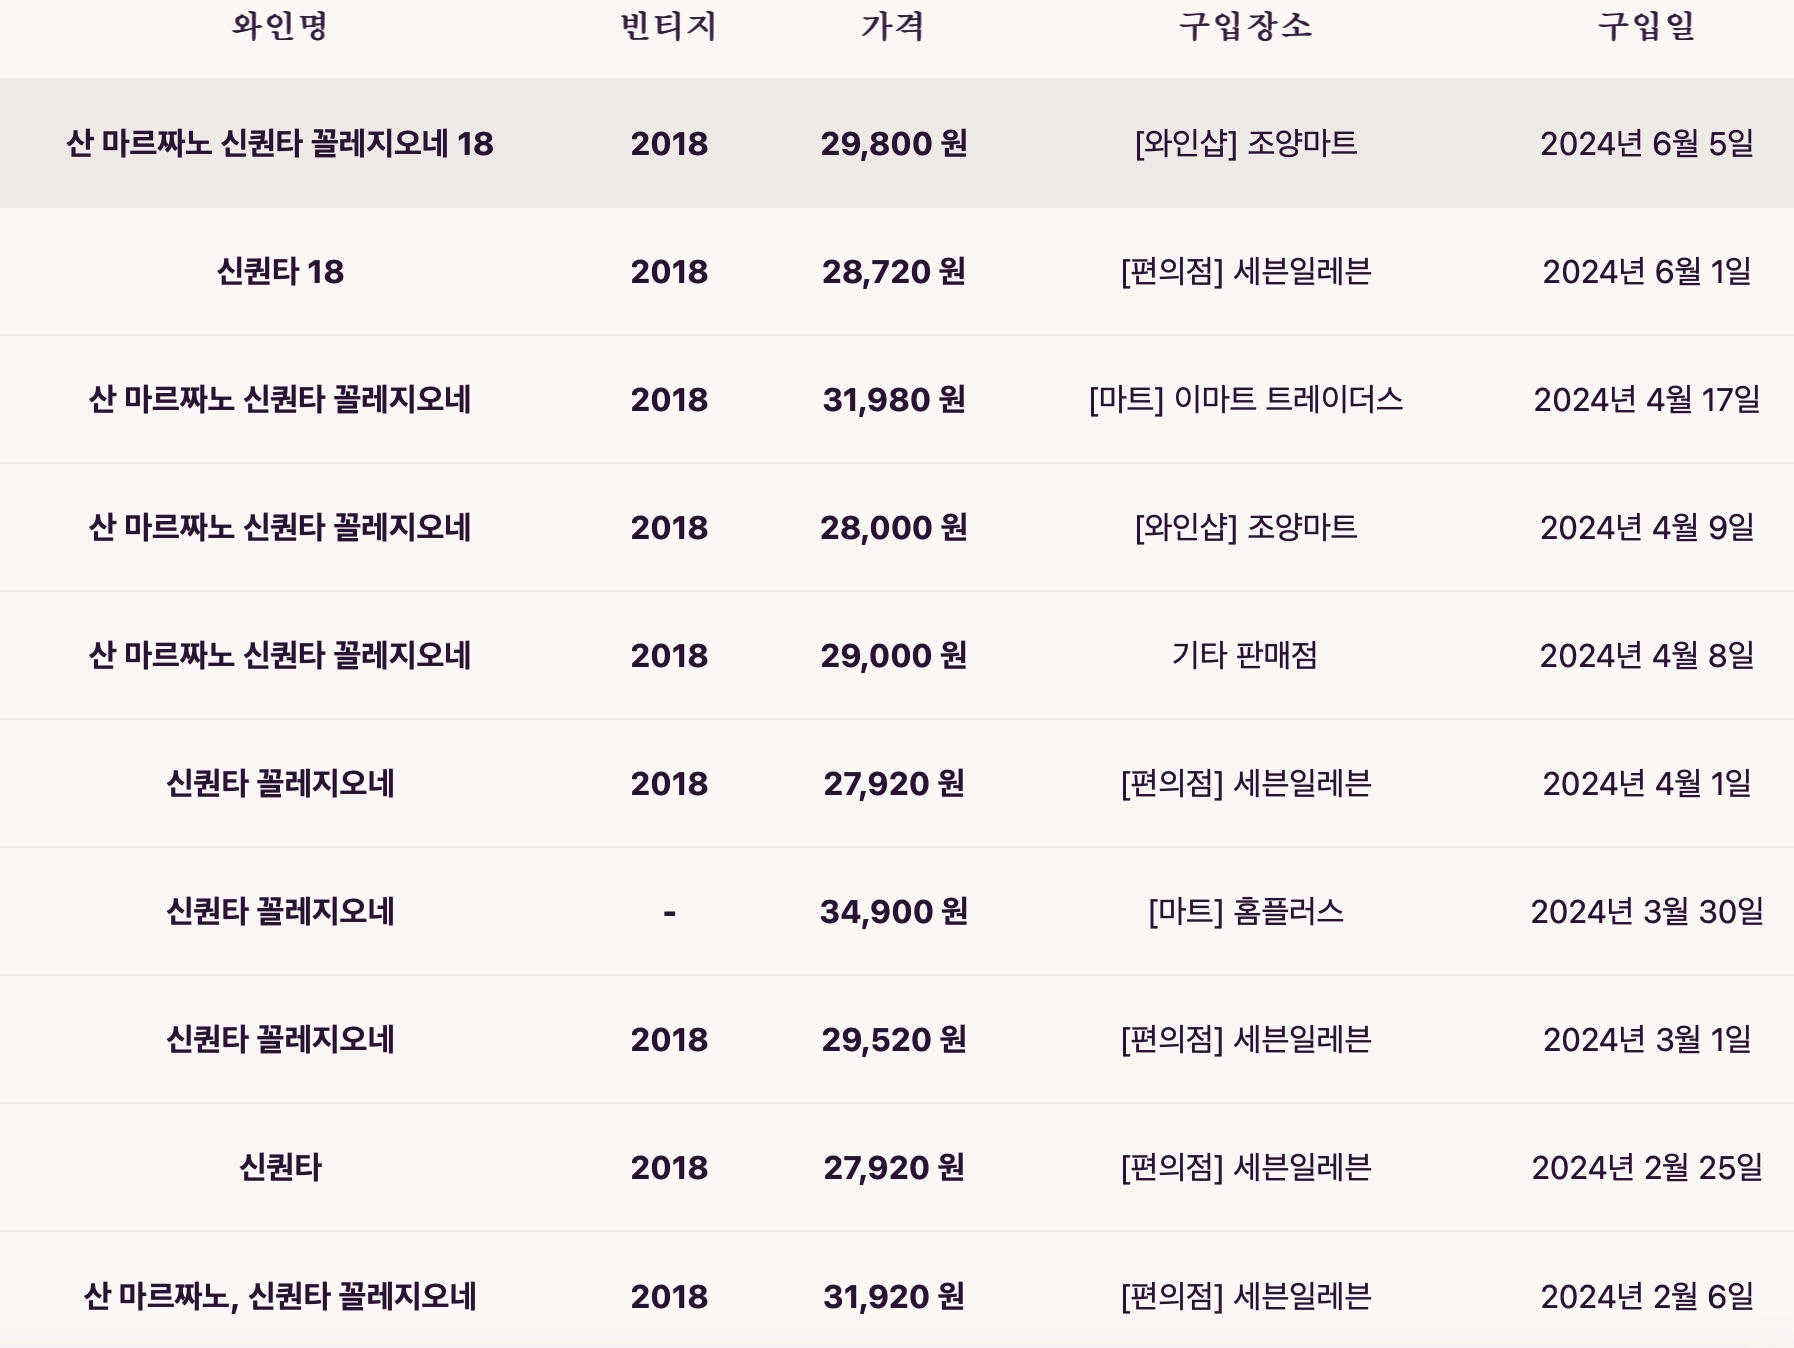 와인명 빈티지 가격 구입장소 구입일
산 마르짜노 신퀀타 꼴레지오네 18 2018 29,800 원 [와인샵] 조양마트 2024년 6월 5일
신퀀타 18 2018 28,720 원 [편의점] 세븐일레븐 2024년 6월 1일
산 마르짜노 신퀀타 꼴레지오네 2018 31,980 원 [마트] 이마트 트레이더스 2024년 4월 17일
산 마르짜노 신퀀타 꼴레지오네 2018 28,000 원 [와인샵] 조양마트 2024년 4월 9일
산 마르짜노 신퀀타 꼴레지오네 2018 29,000 원 기타 판매점 2024년 4월 8일
신퀀타 꼴레지오네 2018 27,920 원 [편의점] 세븐일레븐 2024년 4월 1일
신퀀타 꼴레지오네 - 34,900 원 [마트] 홈플러스 2024년 3월 30일
신퀀타 꼴레지오네 2018 29,520 원 [편의점] 세븐일레븐 2024년 3월 1일
신퀀타 2018 27,920 원 [편의점] 세븐일레븐 2024년 2월 25일
산 마르짜노, 신퀀타 꼴레지오네 2018 31,920 원 [편의점] 세븐일레븐 2024년 2월 6일